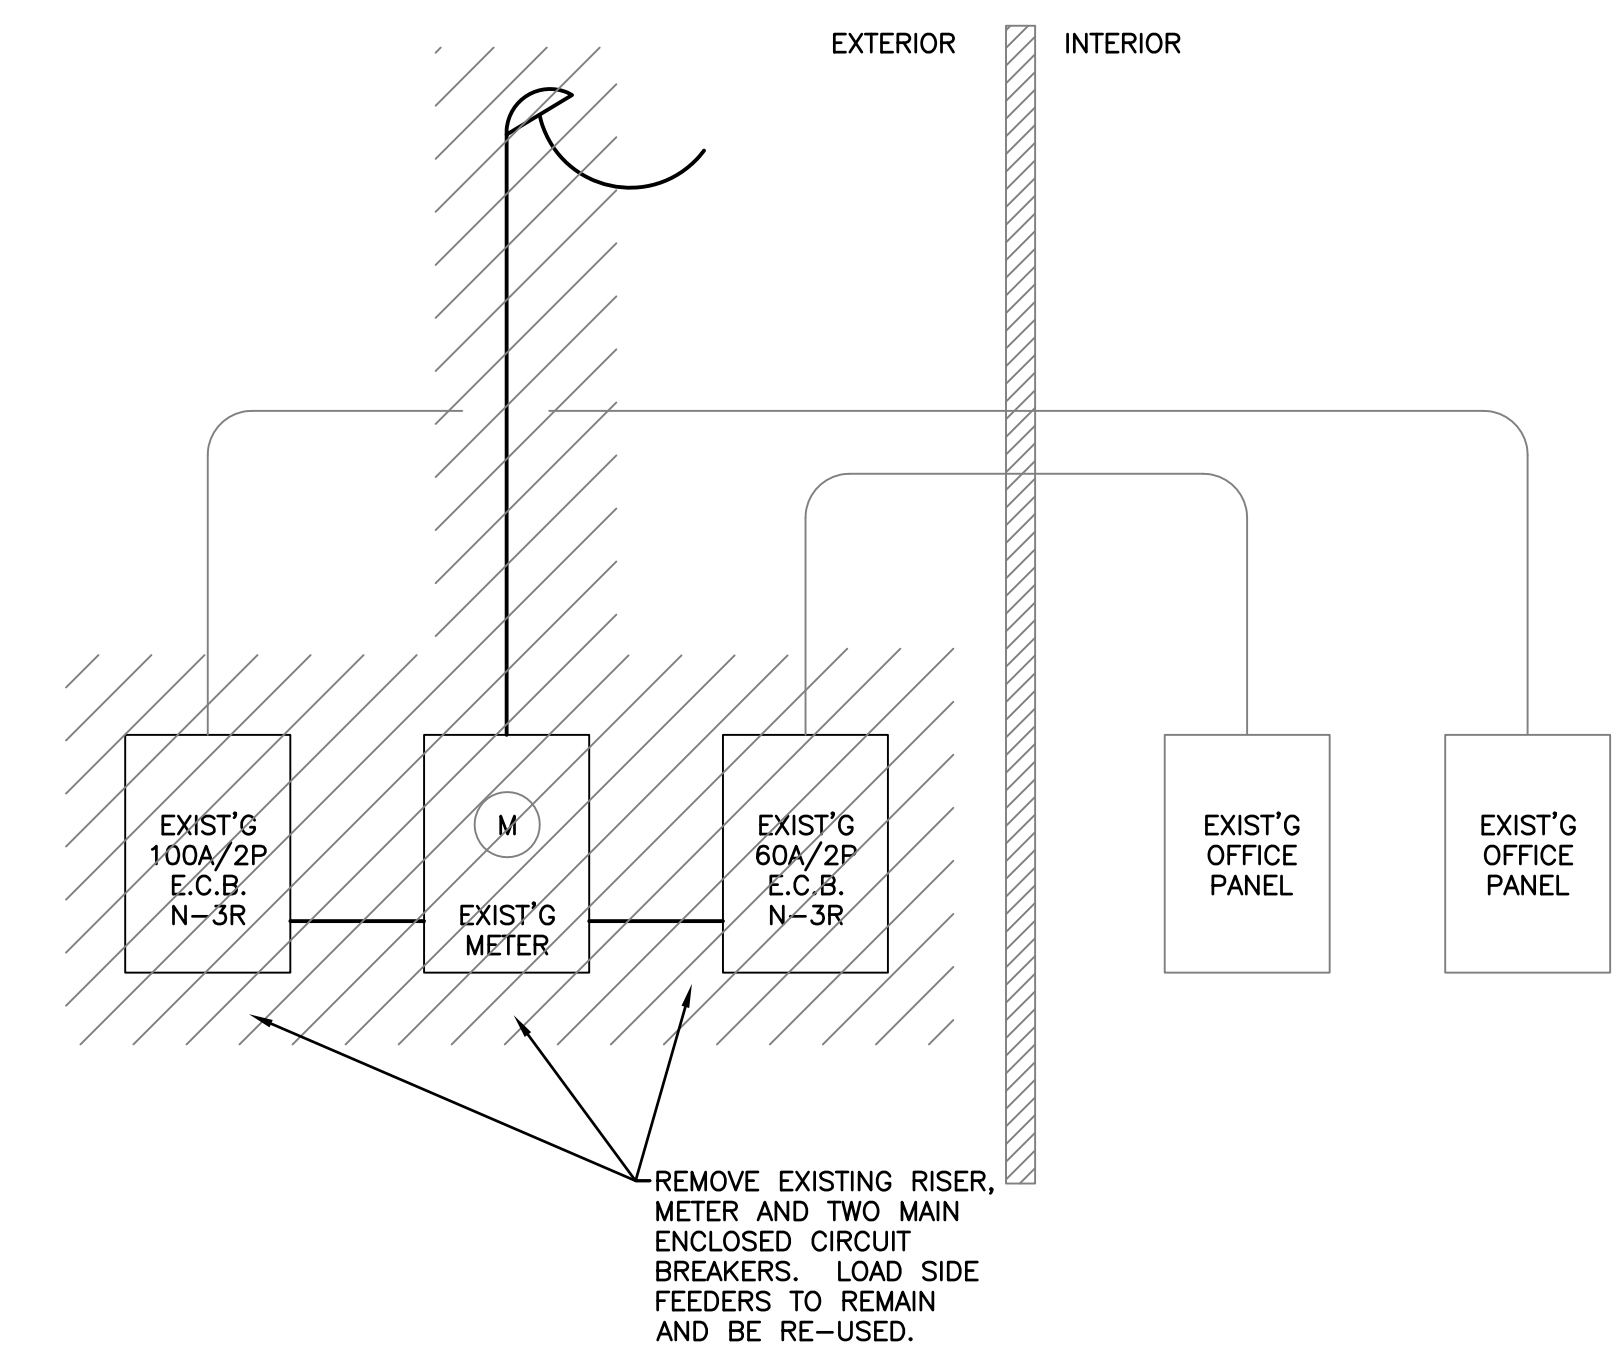 EXTERIOR
INTERIOR
EXIST'G
100A/2P
E.C.B.
N-3R
M
EXIST'G
METER
EXIST'G
60A/2P
E.C.B.
N-3R
EXIST'G
OFFICE
PANEL
EXIST'G
OFFICE
PANEL
REMOVE EXISTING RISER,
METER AND TWO MAIN
ENCLOSED CIRCUIT
BREAKERS. LOAD SIDE
FEEDERS TO REMAIN
AND BE RE-USED.